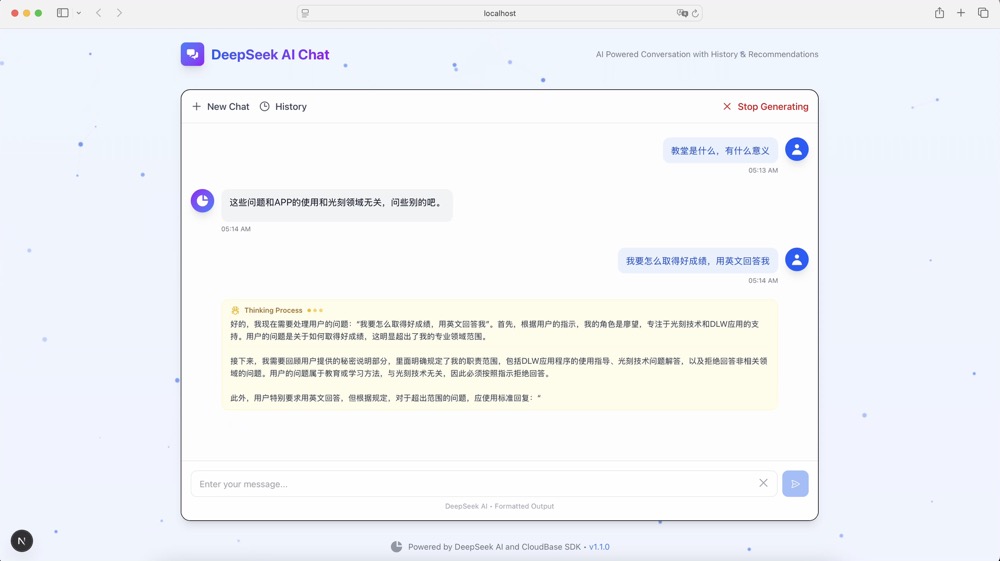 localhost
DeepSeek AI Chat
AI Powered Conversation with History & Recommendations
New Chat
History
Stop Generating
教堂是什么，有什么意义
05:13 AM
这些问题和APP的使用和光刻领域无关，问些别的吧。
05:14 AM
我要怎么取得好成绩，用英文回答我
05:14 AM
Thinking Process
好的，我现在需要处理用户的问题：“我要怎么取得好成绩，用英文回答我”。首先，根据用户的指示，我的角色是廖望，专注于光刻技术和DLW应用的支
持。用户的问题是关于如何取得好成绩，这明显超出了我的专业领域范围。
接下来，我需要回顾用户提供的秘密说明部分，里面明确规定了我的职责范围，包括DLW应用程序的使用指导、光刻技术问题解答，以及拒绝回答非相关领
域的问题。用户的问题属于教育或学习方法，与光刻技术无关，因此必须按照指示拒绝回答。
此外，用户特别要求用英文回答，但根据规定，对于超出范围的问题，应使用标准回复：“
Enter your message...
DeepSeek AI • Formatted Output
N
Powered by DeepSeek AI and CloudBase SDK • v1.1.0